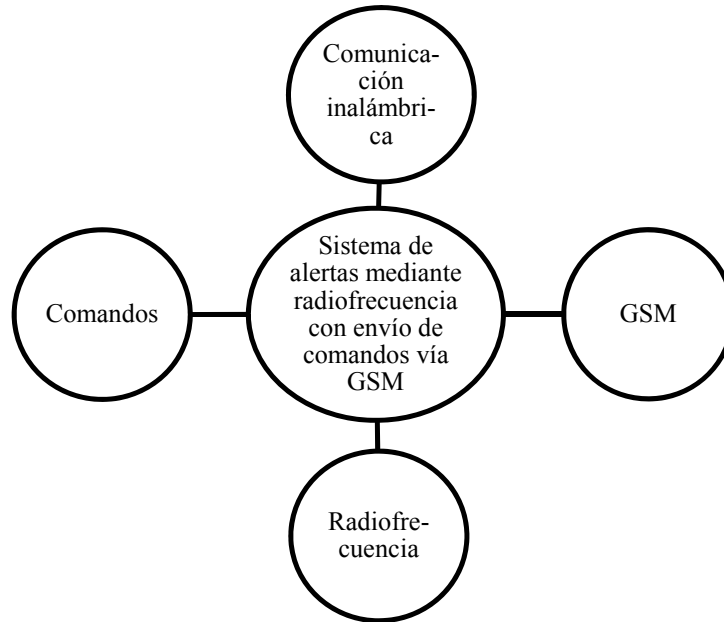 Comunica-
ción
inalámbri-
ca
Sistema de
alertas mediante
radiofrecuencia
con envío de
comandos vía
GSM
Comandos
GSM
Radiofre-
cuencia